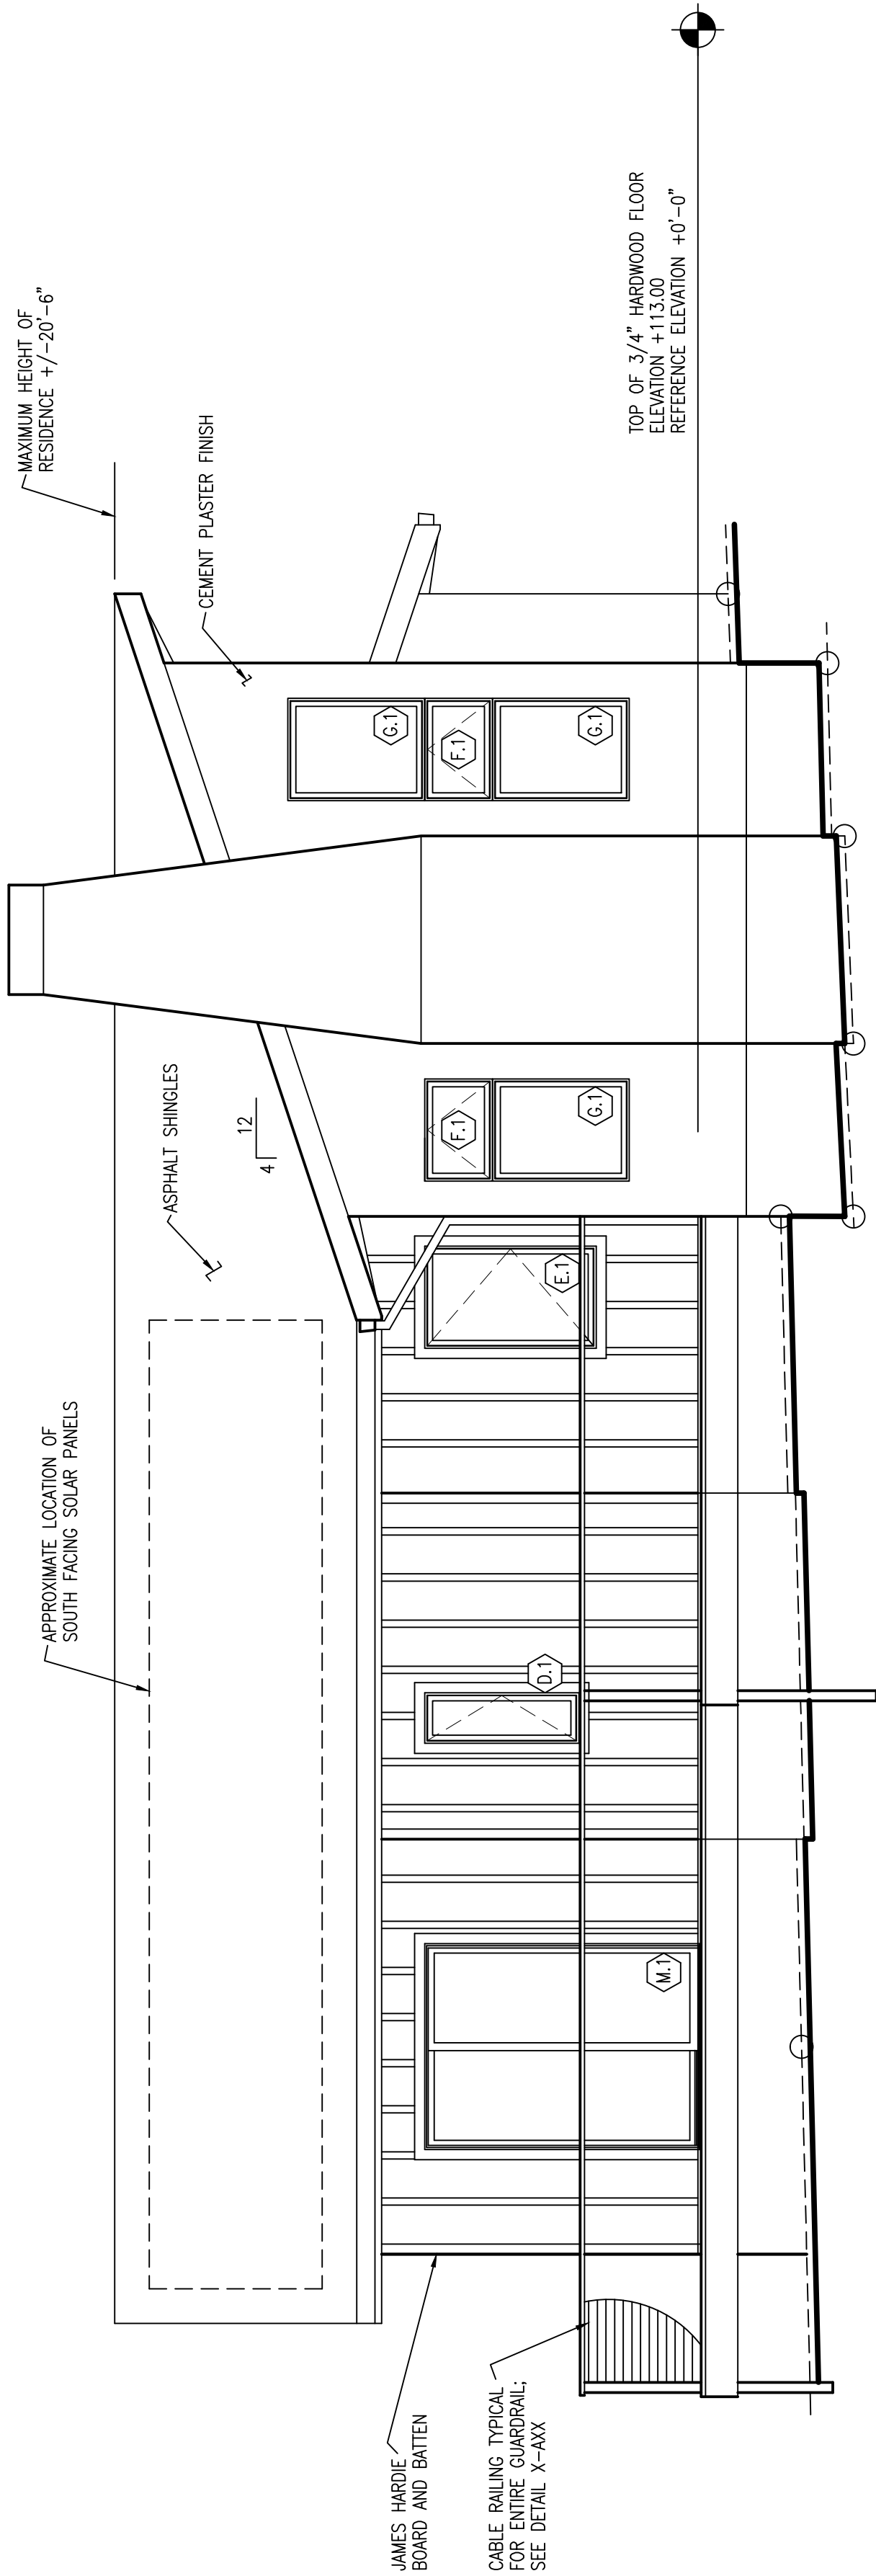 MAXIMUM HEIGHT OF
RESIDENCE +/-20'-6"
APPROXIMATE LOCATION OF
SOUTH FACING SOLAR PANELS
ASPHALT SHINGLES
12
4
CEMENT PLASTER FINISH
JAMES HARDIE
BOARD AND BATTEN
CABLE RAILING TYPICAL
FOR ENTIRE GUARDRAIL;
SEE DETAIL X-AXX
M.1
D.1
E.1
F.1
G.1
G.1
F.1
G.1
TOP OF 3/4" HARDWOOD FLOOR
ELEVATION +113.00
REFERENCE ELEVATION +0'-0"